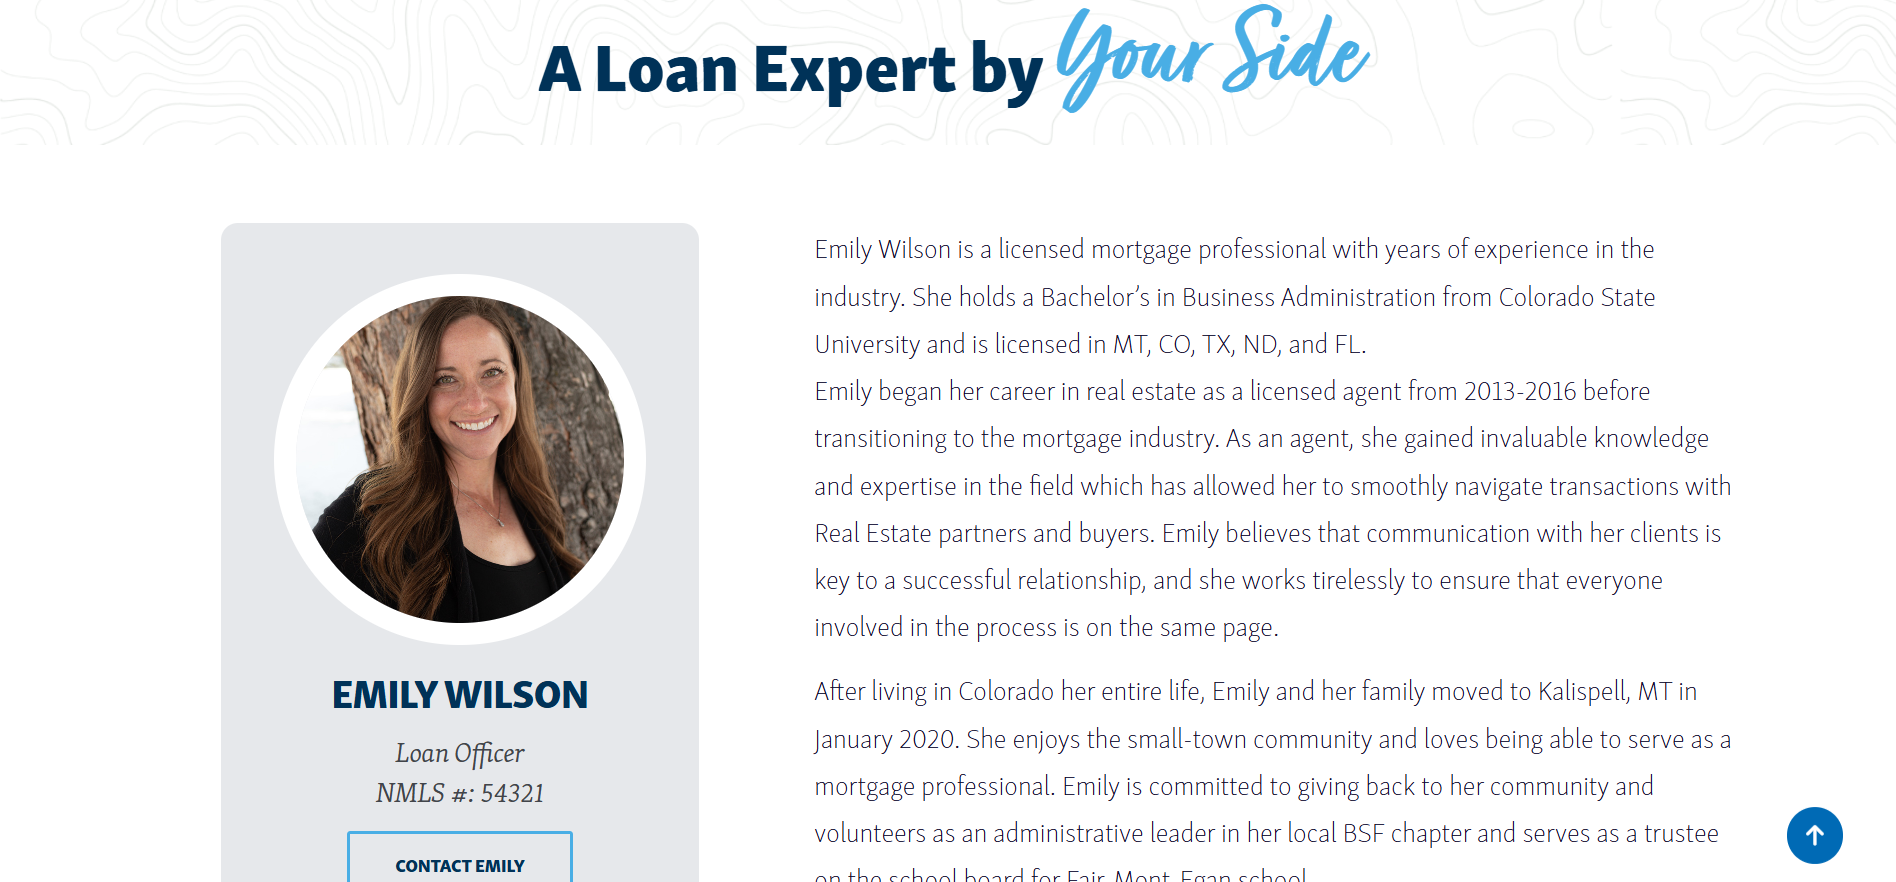 A Loan Expert by Your Side
EMILY WILSON
Loan Officer
NMLS #: 54321
CONTACT EMILY
Emily Wilson is a licensed mortgage professional with years of experience in the
industry. She holds a Bachelor’s in Business Administration from Colorado State
University and is licensed in MT, CO, TX, ND, and FL.
Emily began her career in real estate as a licensed agent from 2013-2016 before
transitioning to the mortgage industry. As an agent, she gained invaluable knowledge
and expertise in the field which has allowed her to smoothly navigate transactions with
Real Estate partners and buyers. Emily believes that communication with her clients is
key to a successful relationship, and she works tirelessly to ensure that everyone
involved in the process is on the same page.
After living in Colorado her entire life, Emily and her family moved to Kalispell, MT in
January 2020. She enjoys the small-town community and loves being able to serve as a
mortgage professional. Emily is committed to giving back to her community and
volunteers as an administrative leader in her local BSF chapter and serves as a trustee
on the school board for Fair-Mont-Egan school.